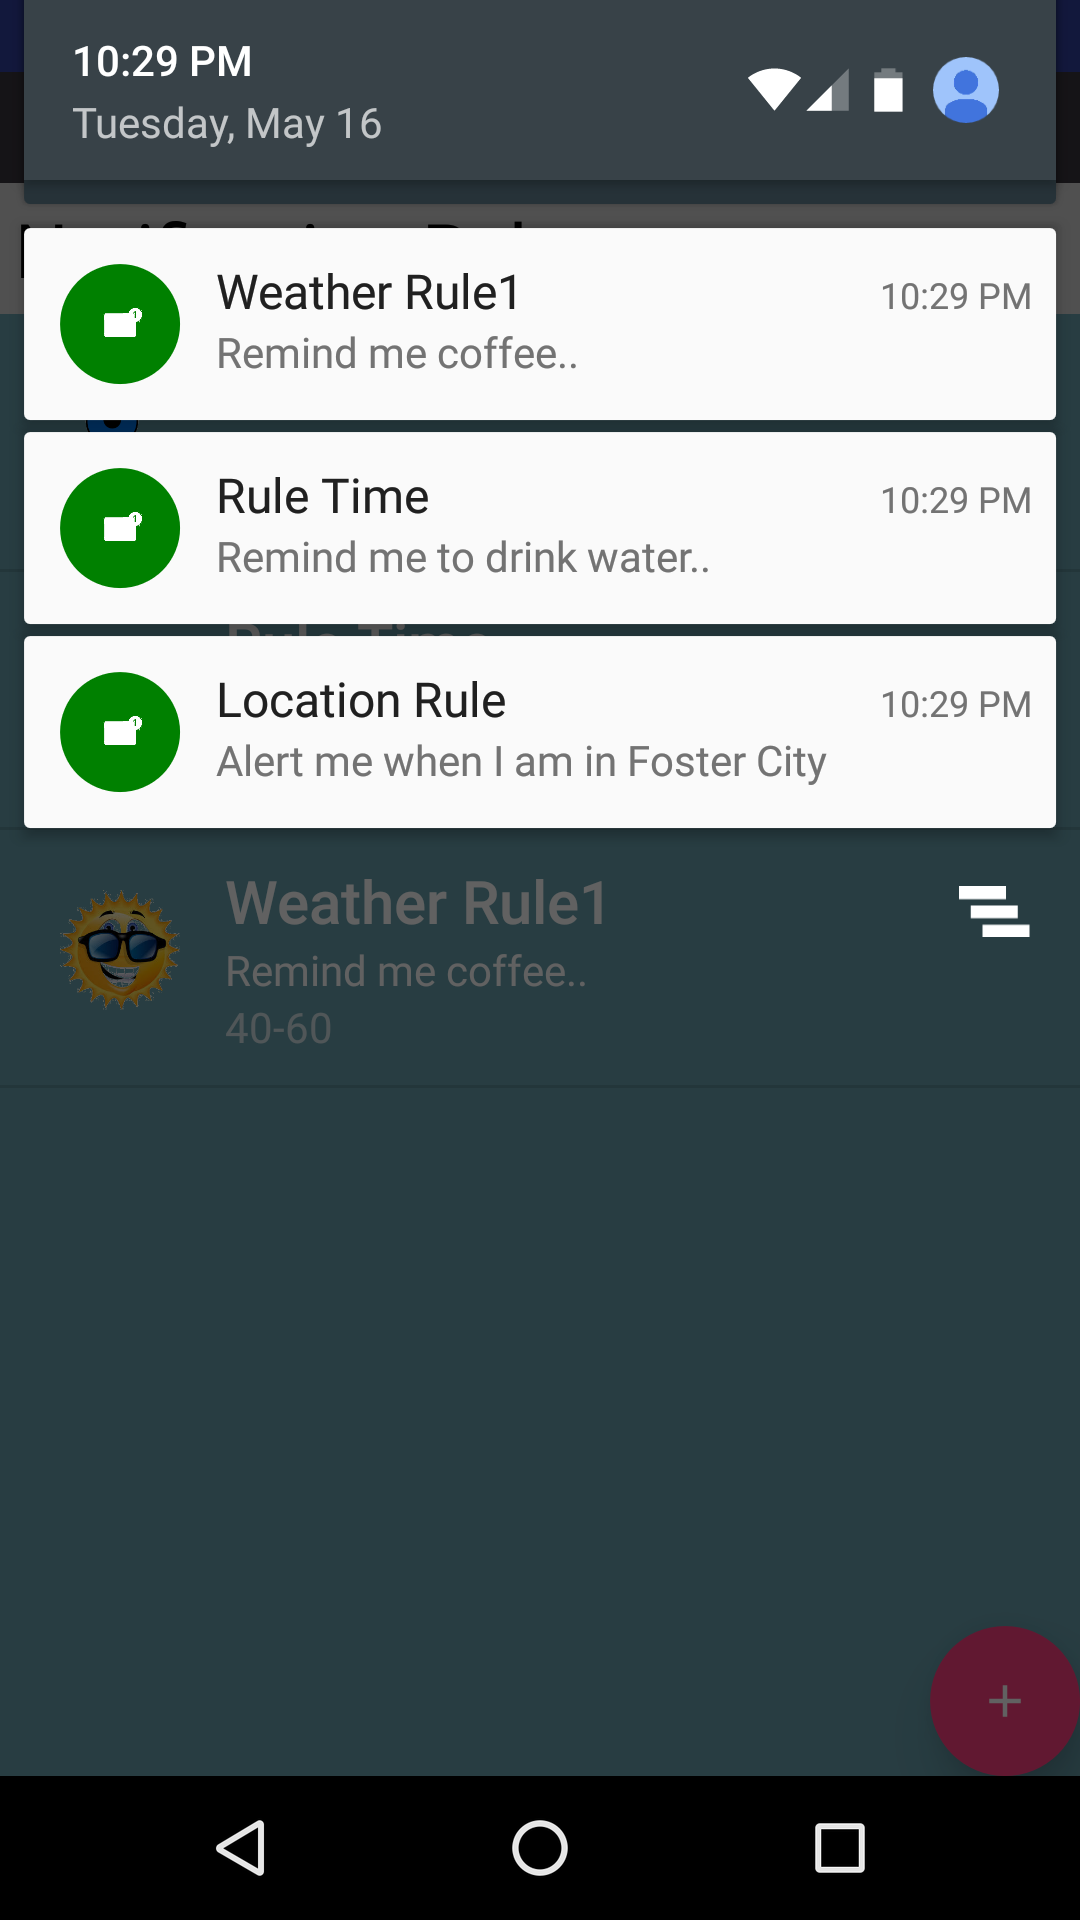 10:29 PM
Tuesday, May 16
Weather Rule1
10:29 PM
Remind me coffee..
Rule Time
10:29 PM
Remind me to drink water..
Rule Time
Location Rule
10:29 PM
Alert me when I am in Foster City
Weather Rule1
Remind me coffee..
40-60